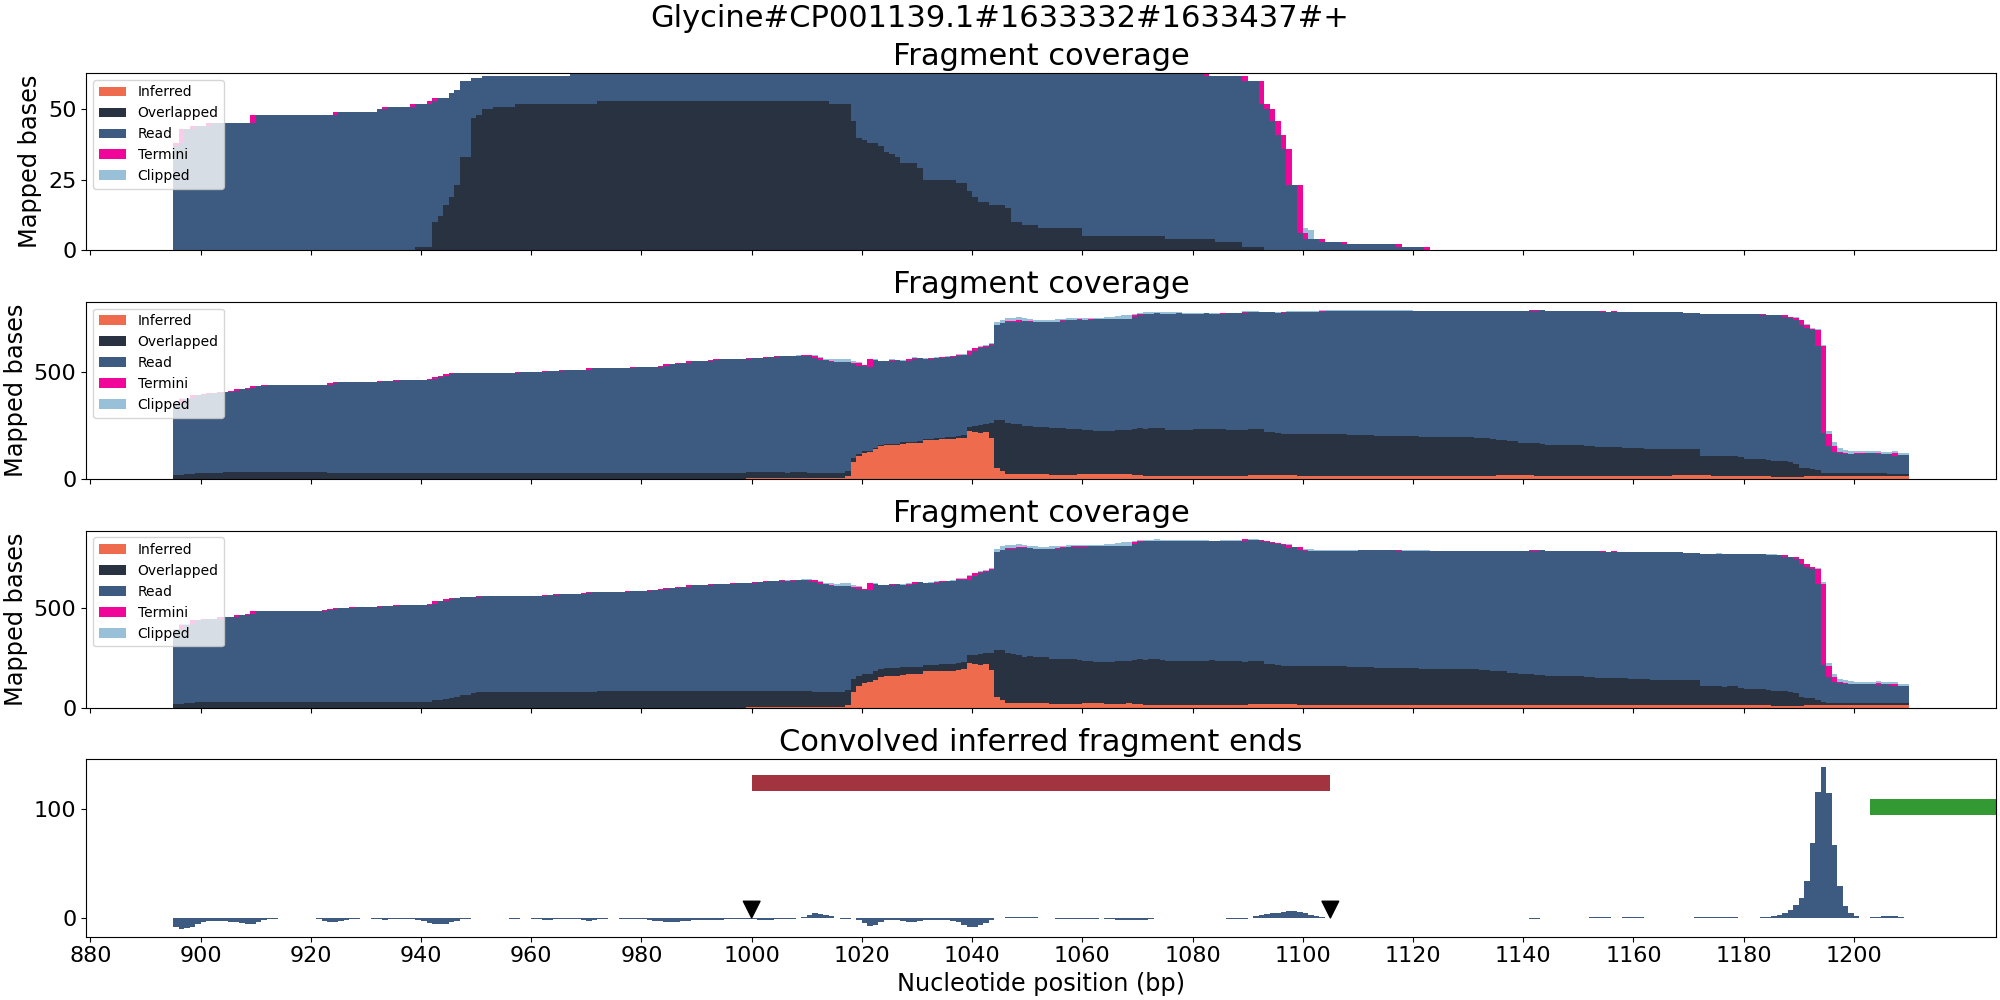 Glycine#CP001139.1#1633332#1633437#+
Fragment coverage
Mapped bases
50
25
0
Inferred
Overlapped
Read
Termini
Clipped
Fragment coverage
Mapped bases
500
0
Inferred
Overlapped
Read
Termini
Clipped
Fragment coverage
Mapped bases
500
0
Inferred
Overlapped
Read
Termini
Clipped
Convolved inferred fragment ends
100
0
880 900 920 940 960 980 1000 1020 1040 1060 1080 1100 1120 1140 1160 1180 1200
Nucleotide position (bp)